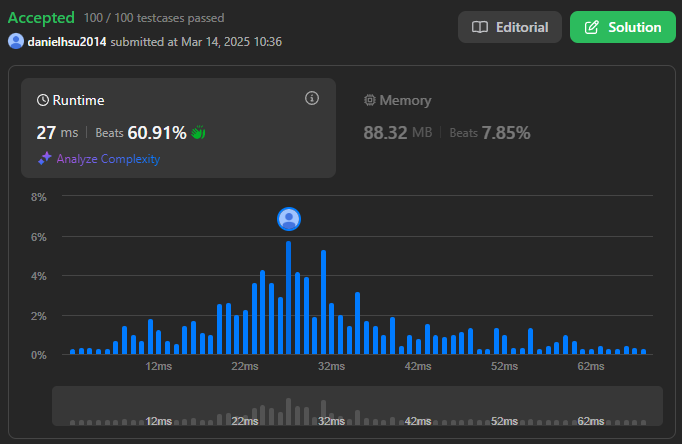 Accepted 100 / 100 testcases passed
danielhsu2014 submitted at Mar 14, 2025 10:36
Editorial
Solution
Runtime
27 ms Beats 60.91%
Analyze Complexity
Memory
88.32 MB Beats 7.85%
8%
6%
4%
2%
0%
12ms 22ms 32ms 42ms 52ms 62ms
12ms 22ms 32ms 42ms 52ms 62ms